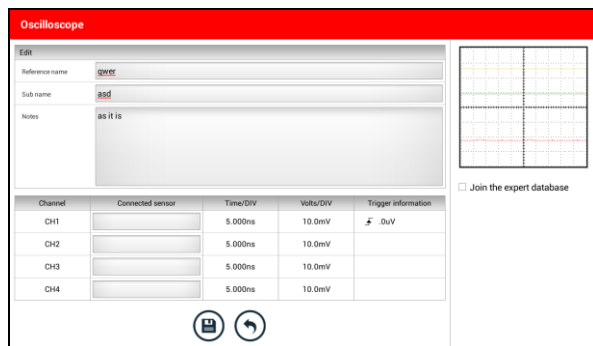 Oscilloscope
Edit
Reference name qwer
Sub name asd
Notes as it is
Join the expert database
Channel Connected sensor Time/DIV Volts/DIV Trigger information
CH1 5.000ns 10.0mV .0uV
CH2 5.000ns 10.0mV
CH3 5.000ns 10.0mV
CH4 5.000ns 10.0mV